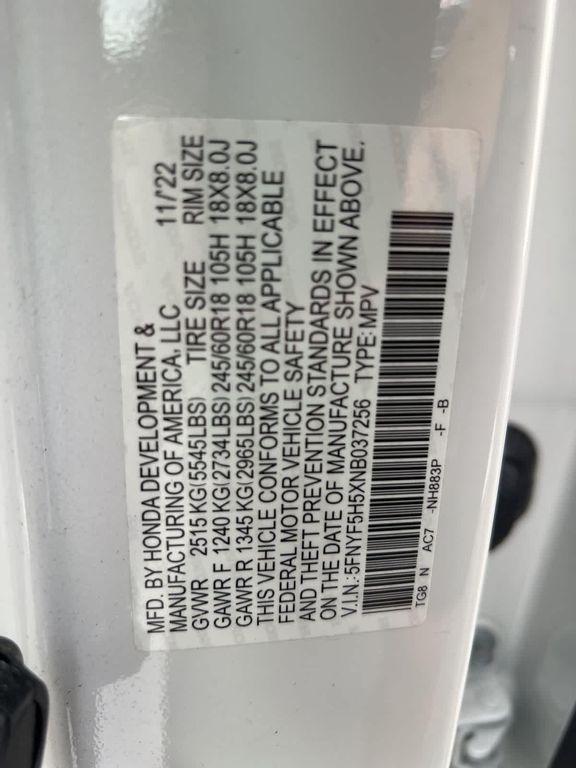 MFD. BY HONDA DEVELOPMENT &
MANUFACTURING OF AMERICA, LLC 11/'22
GVWR 2515 KG(5545LBS) TIRE SIZE RIM SIZE
GAWR F 1240 KG(2734LBS) 245/60R18 105H 18X8.0J
GAWR R 1345 KG(2965LBS) 245/60R18 105H 18X8.0J
THIS VEHICLE CONFORMS TO ALL APPLICABLE
FEDERAL MOTOR VEHICLE SAFETY
AND THEFT PREVENTION STANDARDS IN EFFECT
ON THE DATE OF MANUFACTURE SHOWN ABOVE.
V.I.N.:5FNYF5H5XNB037256 TYPE:MPV
TG8 N AC7 -NH883P -F -B